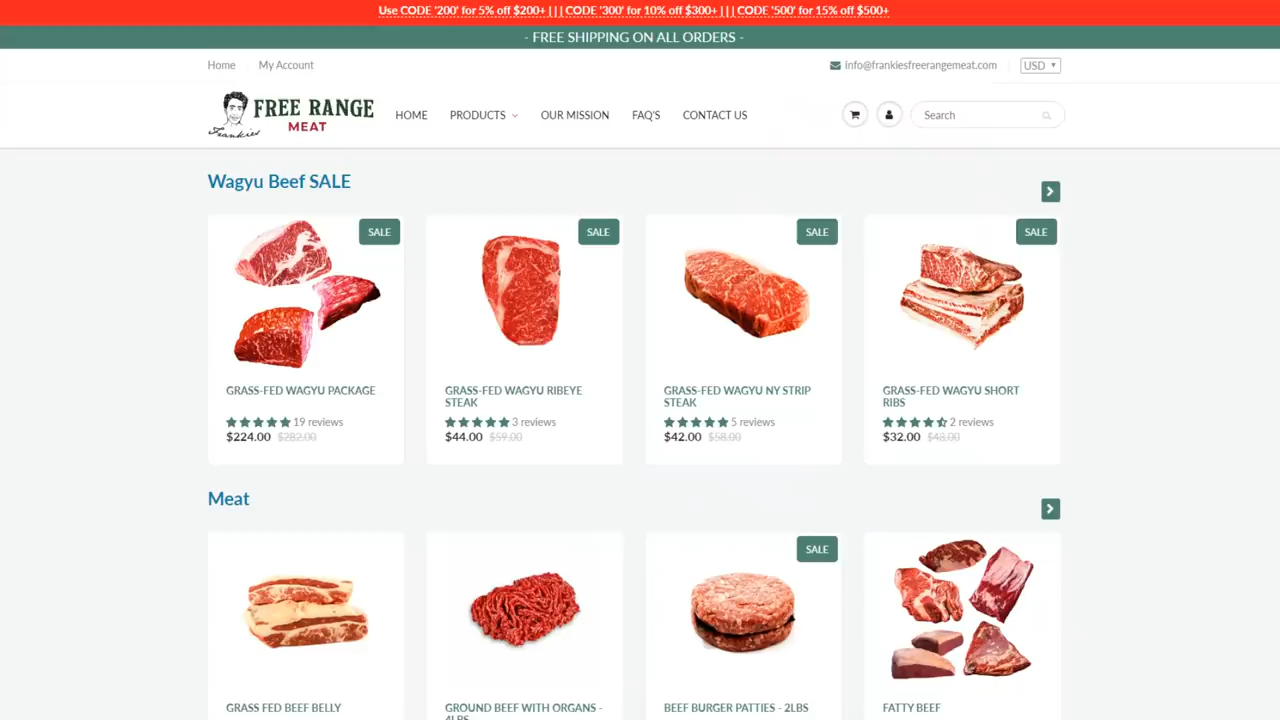 Use CODE '200' for 5% off $200+ | | | CODE '300' for 10% off $300+ | | | CODE '500' for 15% off $500+
- FREE SHIPPING ON ALL ORDERS -
Home
My Account
info@frankiesfreerangemeat.com
USD
Frankies
FREE RANGE
MEAT
HOME
PRODUCTS
OUR MISSION
FAQ'S
CONTACT US
Search
Wagyu Beef SALE
SALE
SALE
SALE
SALE
GRASS-FED WAGYU PACKAGE
19 reviews
$224.00 $282.00
GRASS-FED WAGYU RIBEYE
STEAK
3 reviews
$44.00 $59.00
GRASS-FED WAGYU NY STRIP
STEAK
5 reviews
$42.00 $58.00
GRASS-FED WAGYU SHORT
RIBS
2 reviews
$32.00 $48.00
Meat
SALE
GRASS FED BEEF BELLY
GROUND BEEF WITH ORGANS -
4LBS
BEEF BURGER PATTIES - 2LBS
FATTY BEEF